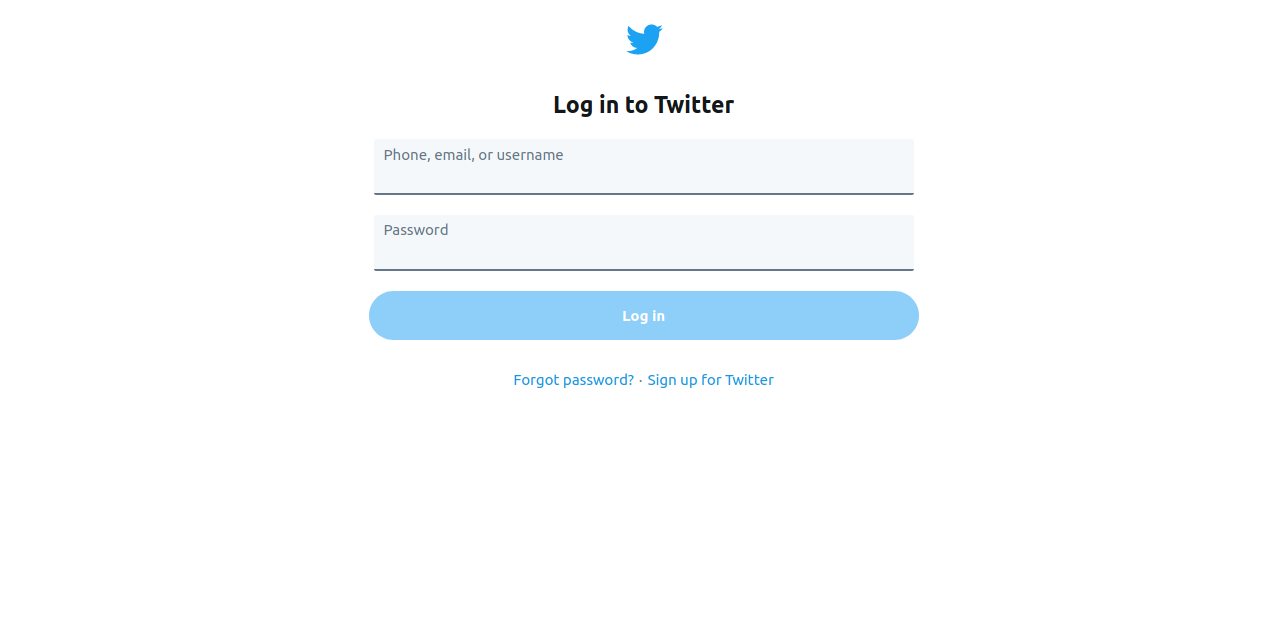 Log in to Twitter
Phone, email, or username
Password
Log in
Forgot password? · Sign up for Twitter